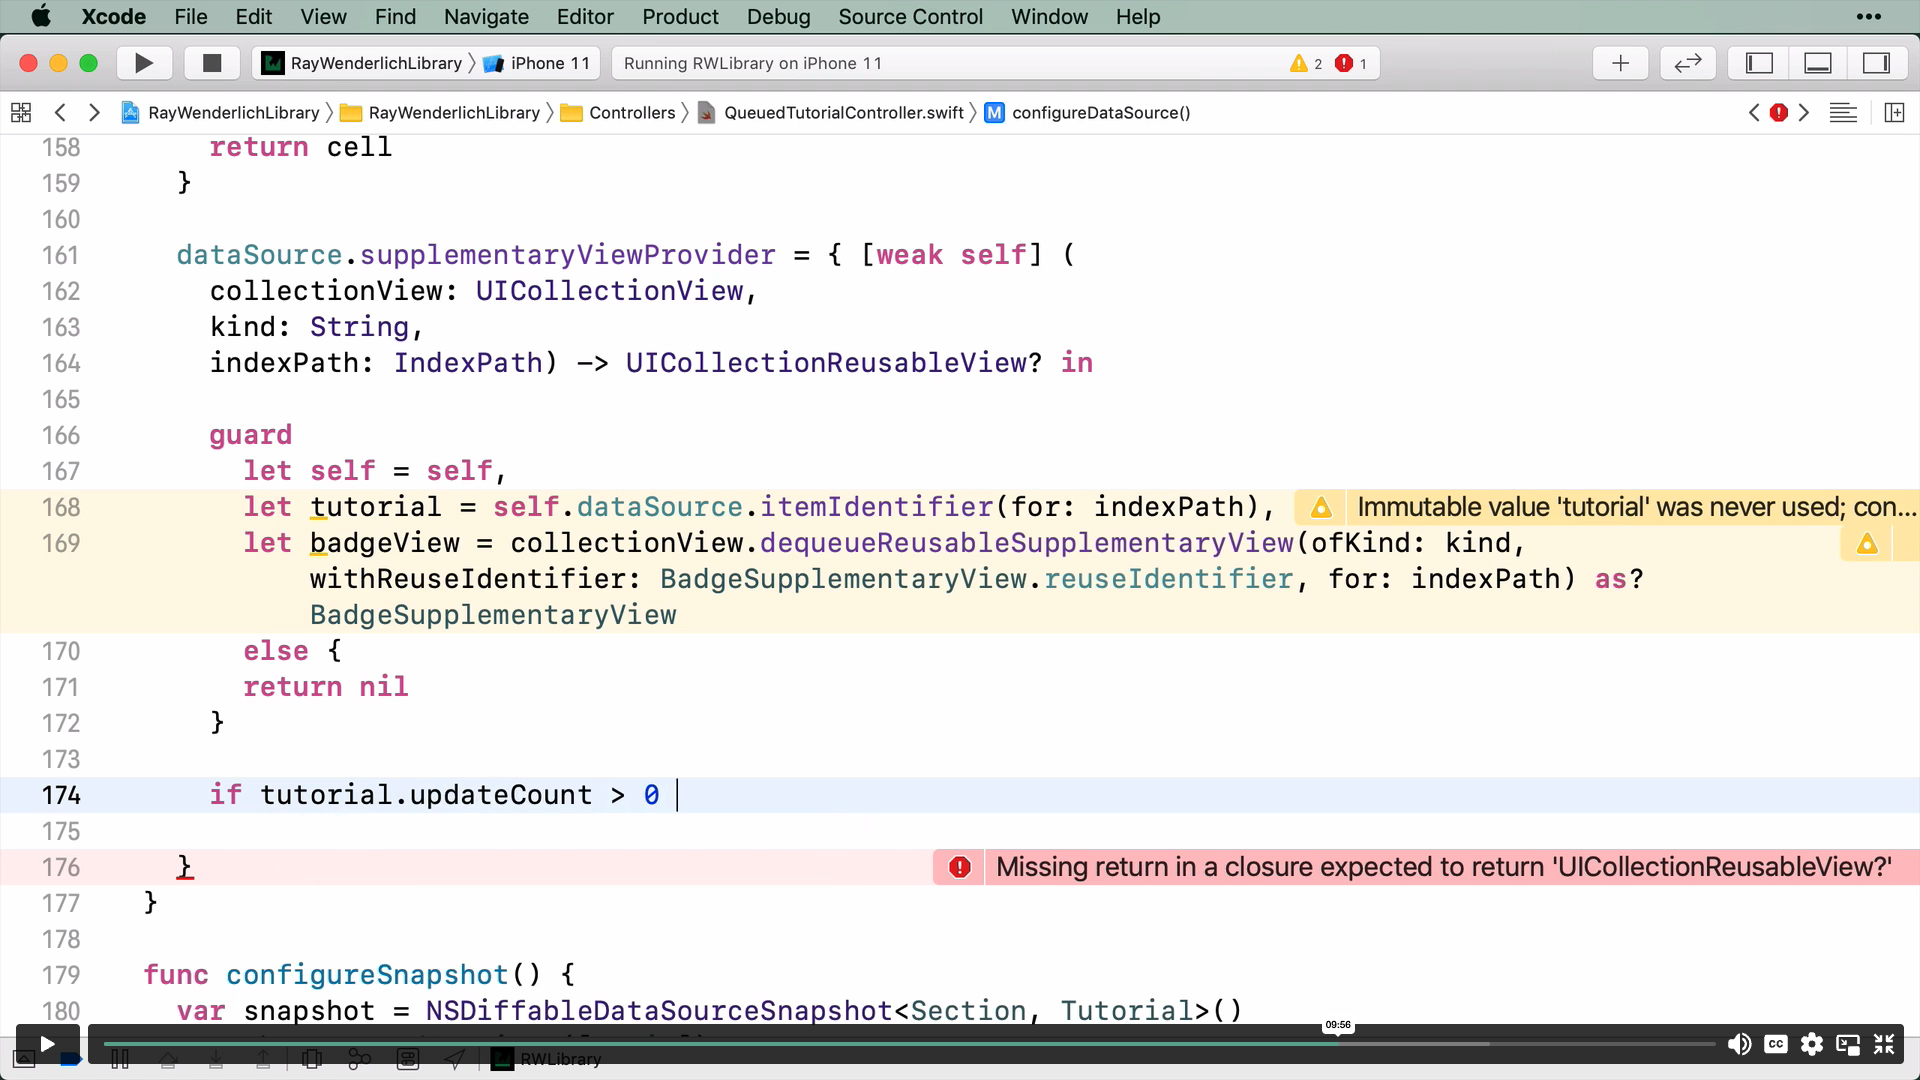 Xcode File Edit View Find Navigate Editor Product Debug Source Control Window Help
RayWenderlichLibrary iPhone 11 Running RWLibrary on iPhone 11 2 1
RayWenderlichLibrary RayWenderlichLibrary Controllers QueuedTutorialController.swift M configureDataSource()
158 return cell
159 }
160
161 dataSource.supplementaryViewProvider = { [weak self] (
162 collectionView: UICollectionView,
163 kind: String,
164 indexPath: IndexPath) -> UICollectionReusableView? in
165
166 guard
167 let self = self,
168 let tutorial = self.dataSource.itemIdentifier(for: indexPath), Immutable value 'tutorial' was never used; con...
169 let badgeView = collectionView.dequeueReusableSupplementaryView(ofKind: kind,
withReuseIdentifier: BadgeSupplementaryView.reuseIdentifier, for: indexPath) as?
BadgeSupplementaryView
170 else {
171 return nil
172 }
173
174 if tutorial.updateCount > 0
175
176 } Missing return in a closure expected to return 'UICollectionReusableView?'
177 }
178
179 func configureSnapshot() {
180 var snapshot = NSDiffableDataSourceSnapshot<Section, Tutorial>()
09:56
CC
RWLibrary